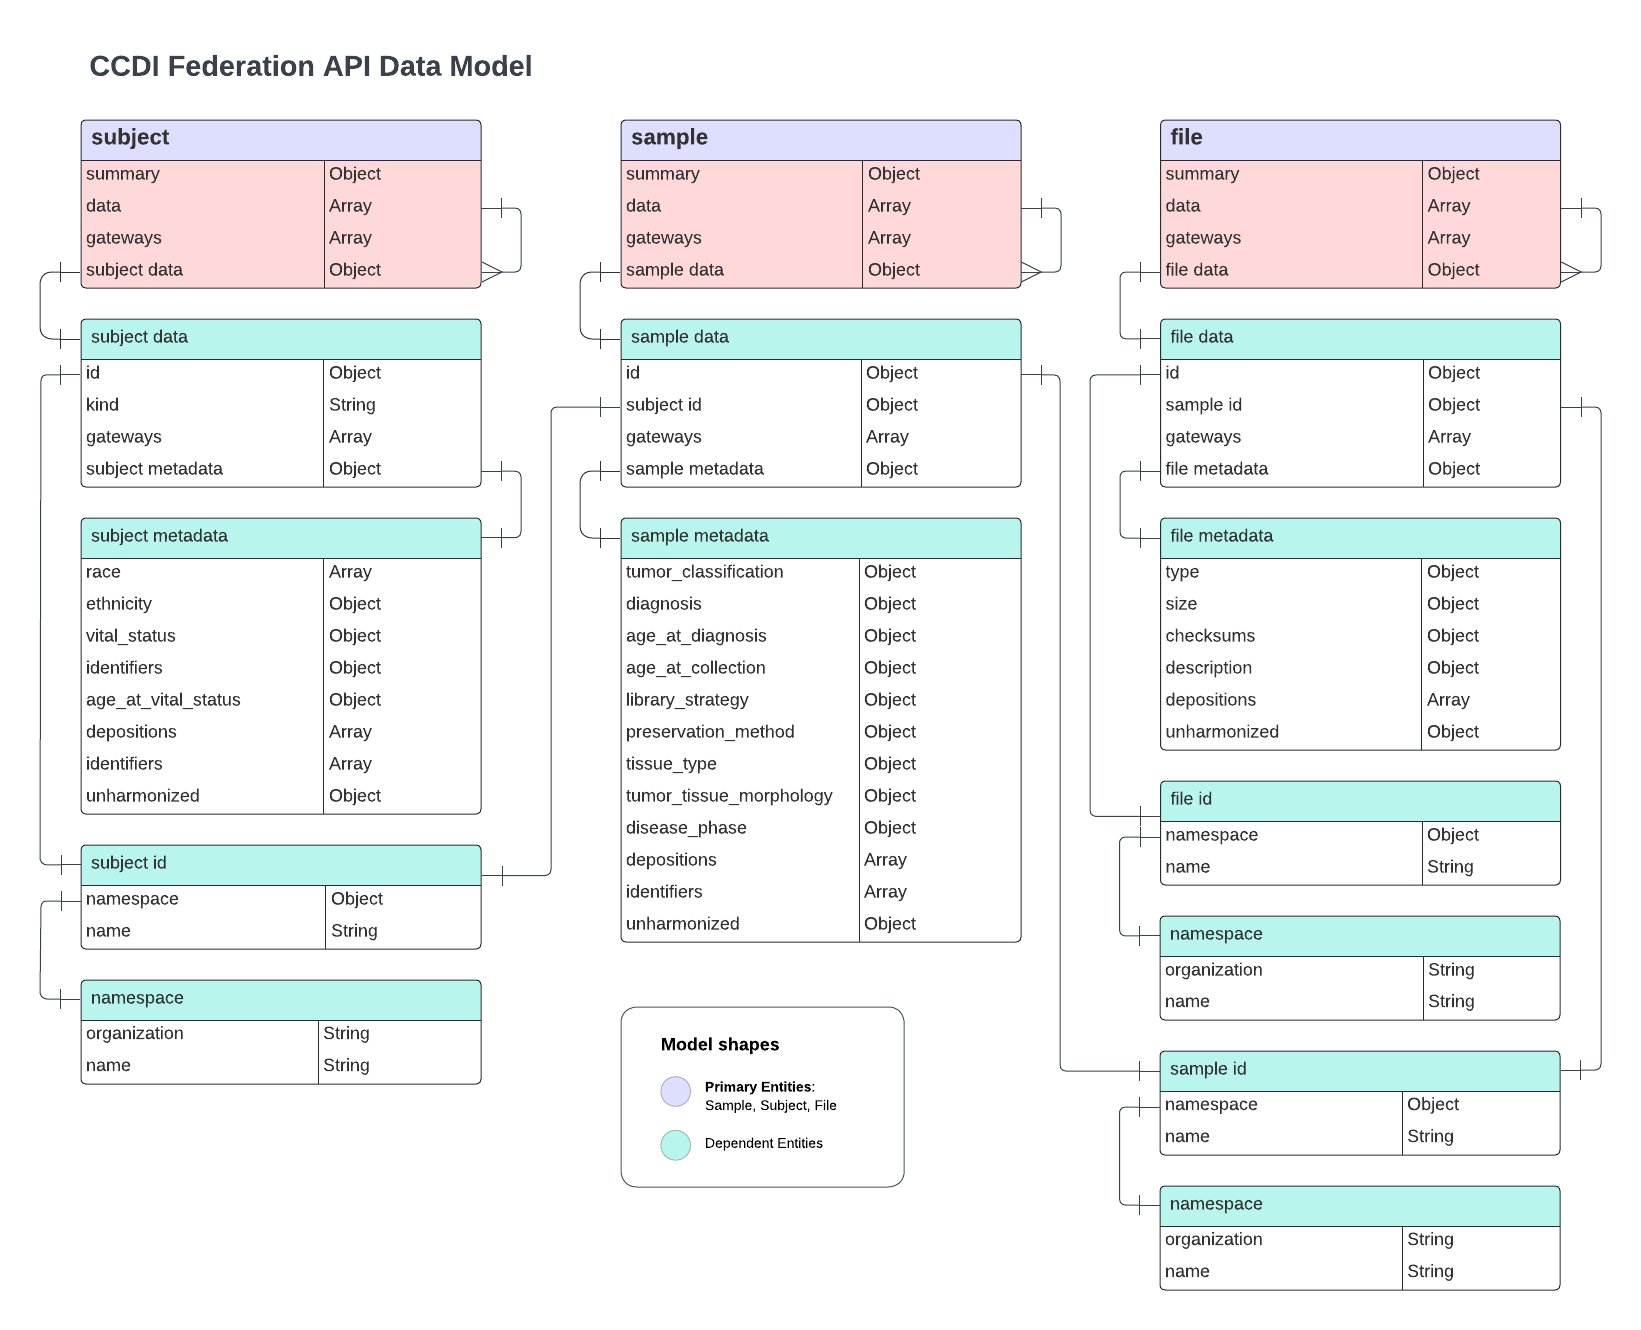 CCDI Federation API Data Model
subject
summary Object
data Array
gateways Array
subject data Object
subject data
id Object
kind String
gateways Array
subject metadata Object
subject metadata
race Array
ethnicity Object
vital_status Object
identifiers Object
age_at_vital_status Object
depositions Array
identifiers Array
unharmonized Object
subject id
namespace Object
name String
namespace
organization String
name String
sample
summary Object
data Array
gateways Array
sample data Object
sample data
id Object
subject id Object
gateways Array
sample metadata Object
sample metadata
tumor_classification Object
diagnosis Object
age_at_diagnosis Object
age_at_collection Object
library_strategy Object
preservation_method Object
tissue_type Object
tumor_tissue_morphology Object
disease_phase Object
depositions Array
identifiers Array
unharmonized Object
Model shapes
Primary Entities:
Sample, Subject, File
Dependent Entities
file
summary Object
data Array
gateways Array
file data Object
file data
id Object
sample id Object
gateways Array
file metadata Object
file metadata
type Object
size Object
checksums Object
description Object
depositions Array
unharmonized Object
file id
namespace Object
name String
namespace
organization String
name String
sample id
namespace Object
name String
namespace
organization String
name String